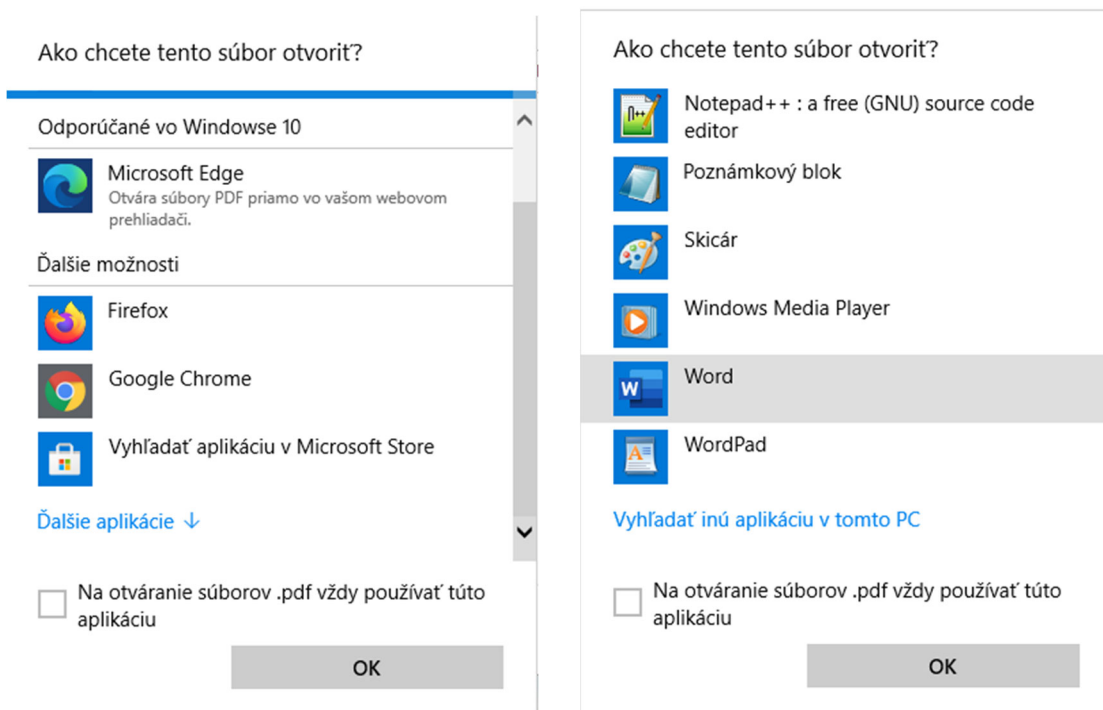 Ako chcete tento súbor otvoriť?
Odporúčané vo Windowse 10
Microsoft Edge
Otvára súbory PDF priamo vo vašom webovom
prehliadači.
Ďalšie možnosti
Firefox
Google Chrome
Vyhľadať aplikáciu v Microsoft Store
Ďalšie aplikácie ↓
Na otváranie súborov .pdf vždy používať túto
aplikáciu
OK
Ako chcete tento súbor otvoriť?
Notepad++ : a free (GNU) source code
editor
Poznámkový blok
Skicár
Windows Media Player
Word
WordPad
Vyhľadať inú aplikáciu v tomto PC
Na otváranie súborov .pdf vždy používať túto
aplikáciu
OK